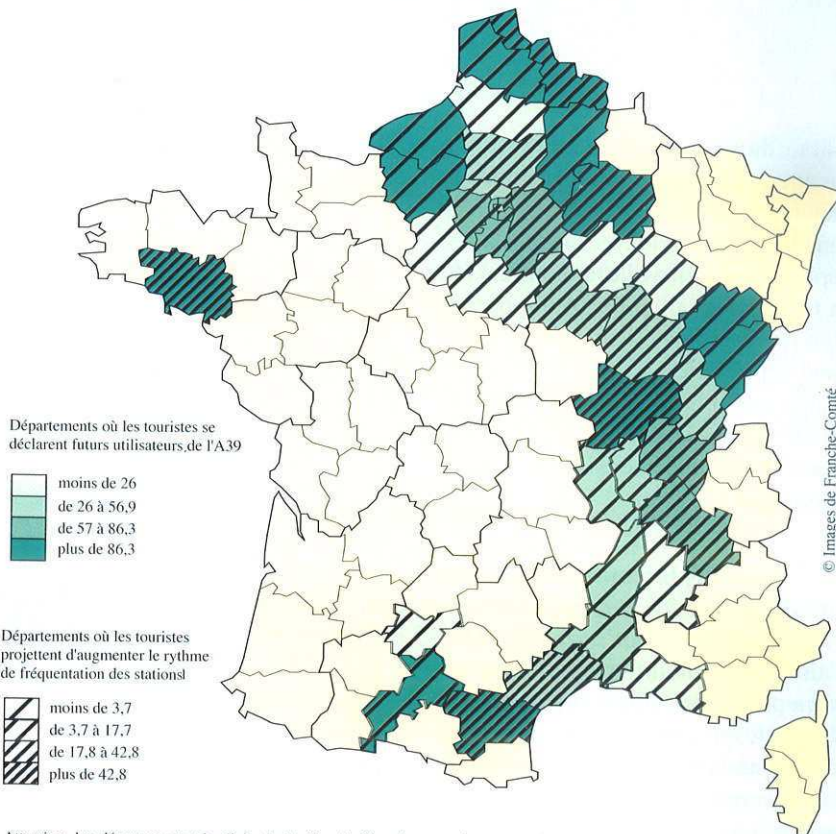 Départements où les touristes se
déclarent futurs utilisateurs de l'A39
moins de 26
de 26 à 56,9
de 57 à 86,3
plus de 86,3
Départements où les touristes
projettent d'augmenter le rythme
de fréquentation des stations
moins de 3,7
de 3,7 à 17,7
de 17,8 à 42,8
plus de 42,8
© Images de Franche-Comté